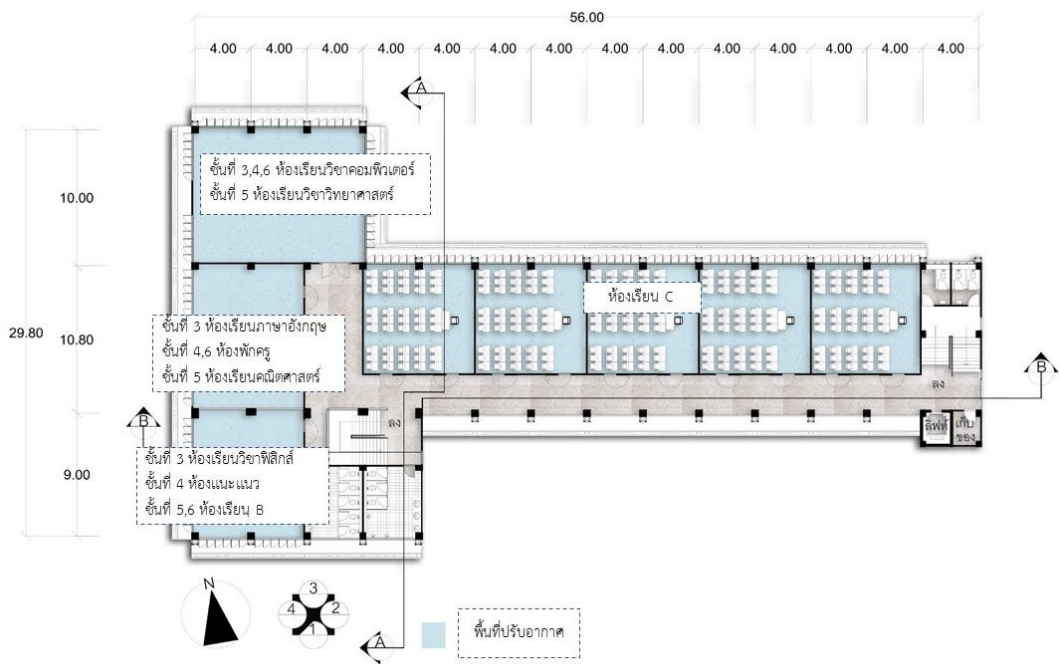 56.00
4.00 4.00 4.00 4.00 4.00 4.00 4.00 4.00 4.00 4.00 4.00 4.00 4.00 4.00
A
ชั้นที่ 3,4,6 ห้องเรียนวิชาคอมพิวเตอร์
ชั้นที่ 5 ห้องเรียนวิชาวิทยาศาสตร์
10.00
ห้องเรียน C
29.80
10.80
ชั้นที่ 3 ห้องเรียนภาษาอังกฤษ
ชั้นที่ 4,6 ห้องพักครู
ชั้นที่ 5 ห้องเรียนคณิตศาสตร์
B
ลง
B
ลง
ลิฟท์
เก็บ
ของ
9.00
ชั้นที่ 3 ห้องเรียนวิชาฟิสิกส์
ชั้นที่ 4 ห้องแนะแนว
ชั้นที่ 5,6 ห้องเรียน B
N
3
4 2
1
A
พื้นที่ปรับอากาศ